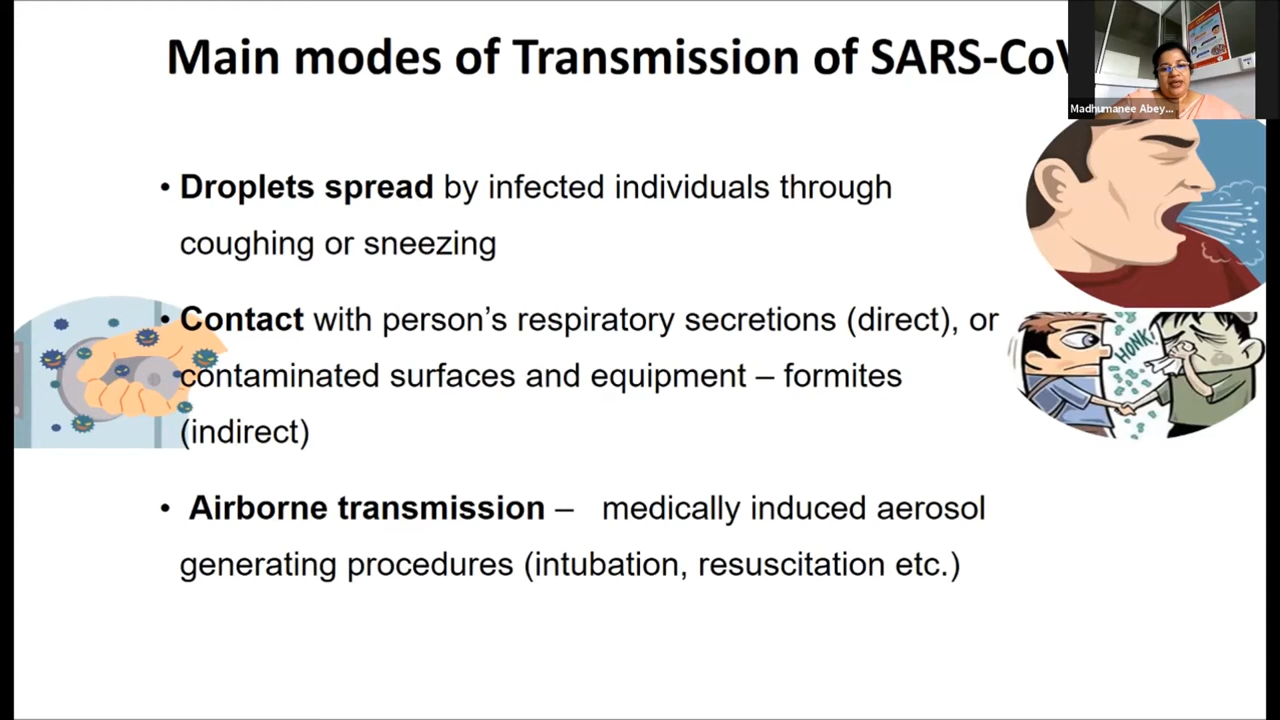 Main modes of Transmission of SARS-CoV
Madhumanee Abey...
• Droplets spread by infected individuals through
coughing or sneezing
• Contact with person's respiratory secretions (direct), or
contaminated surfaces and equipment – formites
(indirect)
HONK!
• Airborne transmission – medically induced aerosol
generating procedures (intubation, resuscitation etc.)